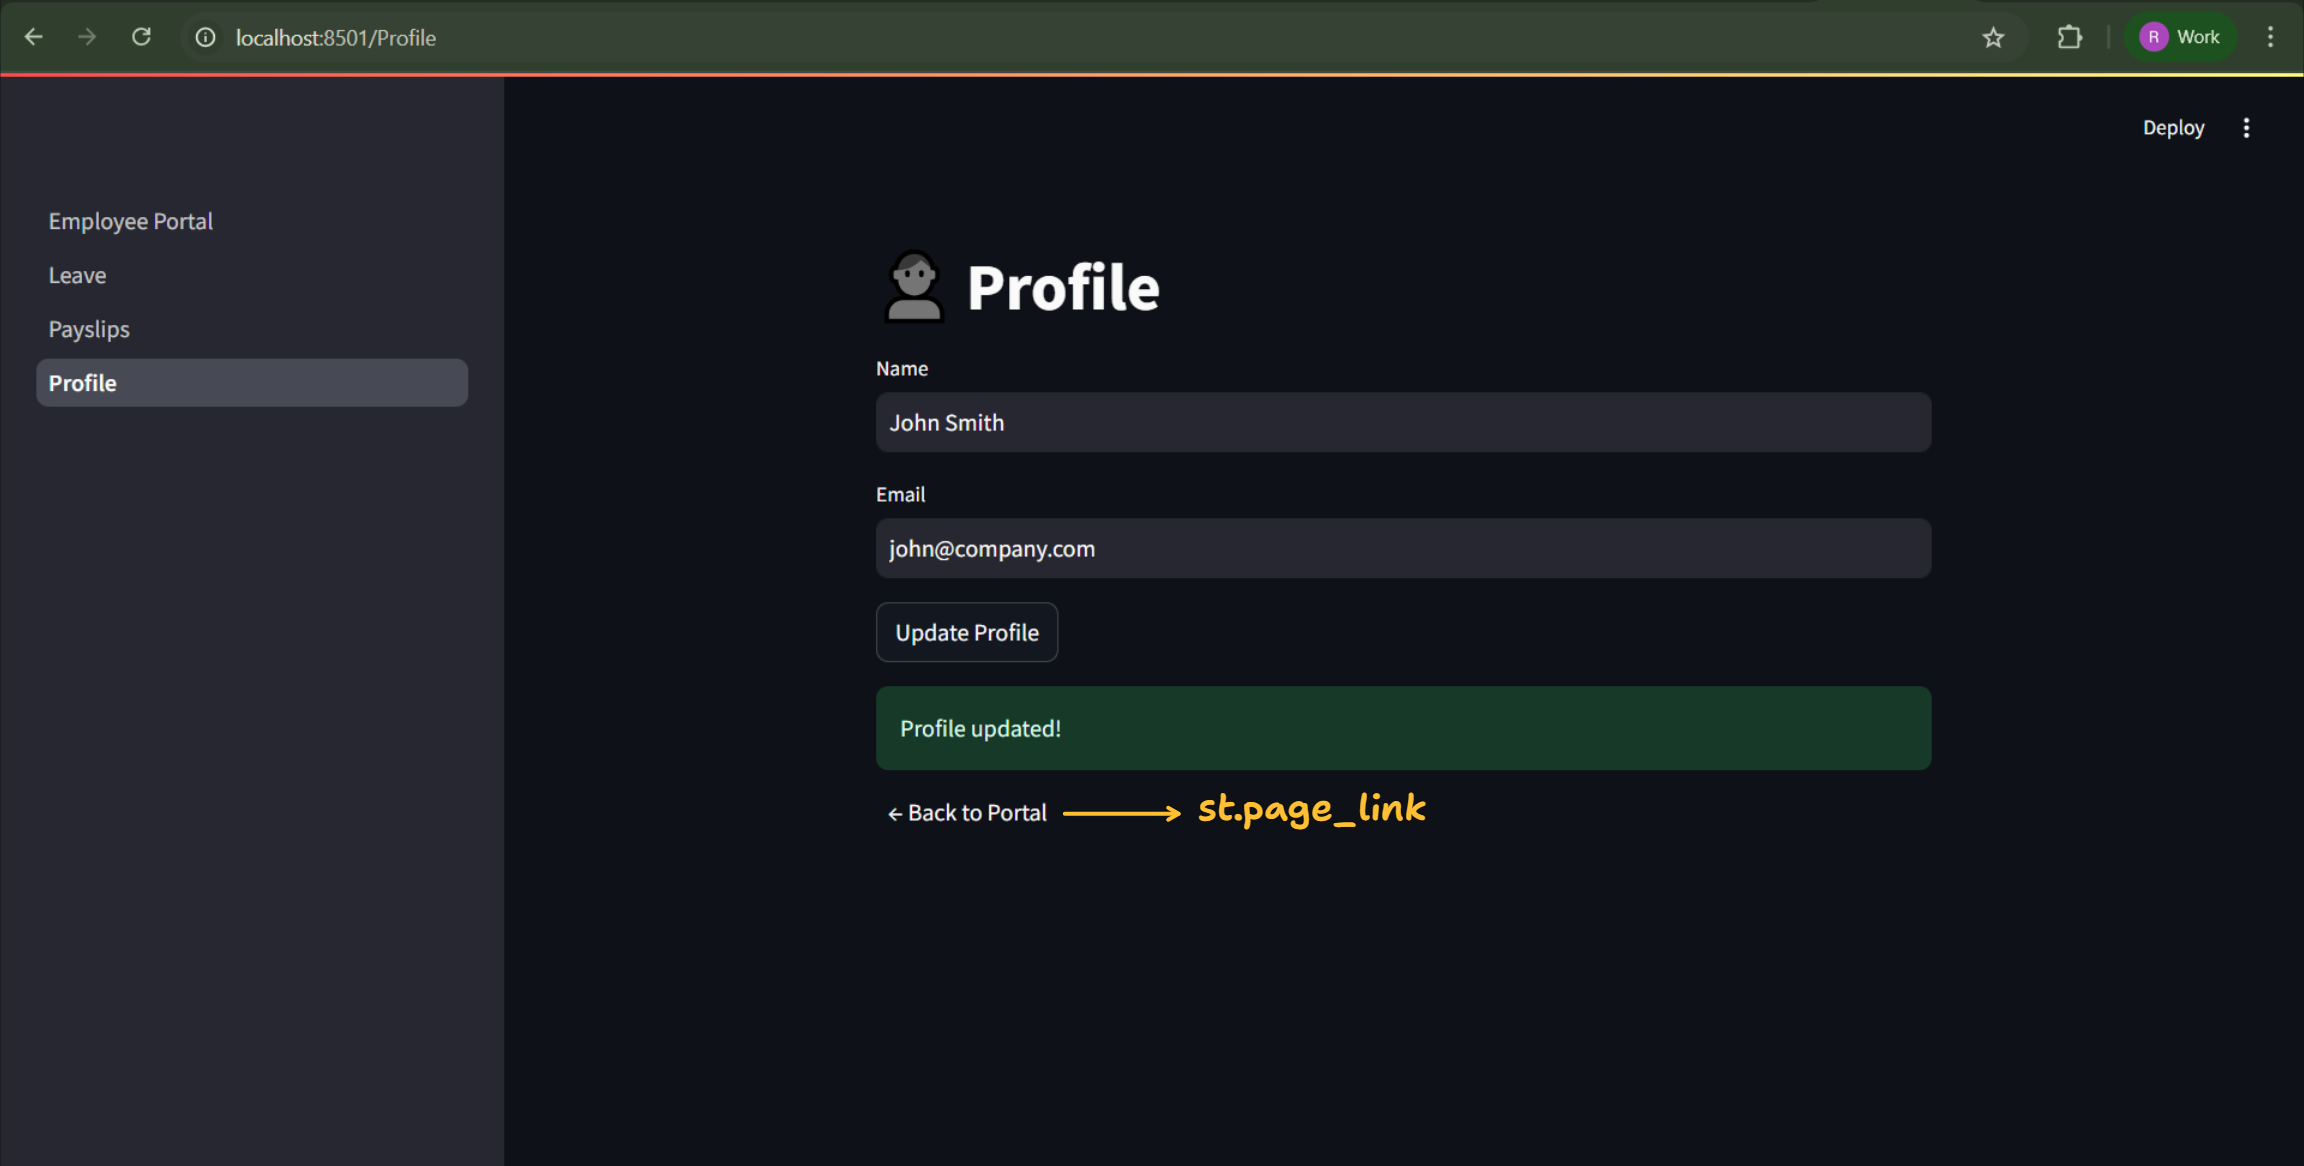 localhost:8501/Profile
R Work
Deploy
Employee Portal
Leave
Payslips
Profile
Profile
Name
John Smith
Email
john@company.com
Update Profile
Profile updated!
← Back to Portal
st.page_link